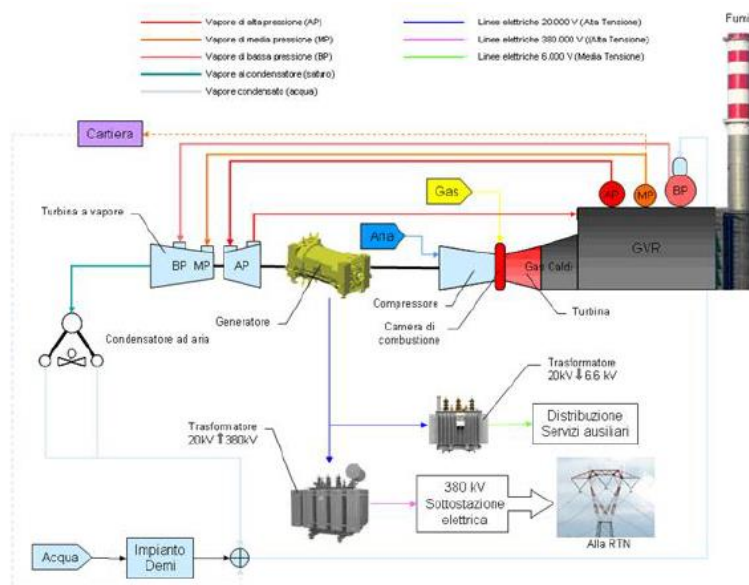 Vapore di alta pressione (AP)
Vapore di media pressione (MP)
Vapore di bassa pressione (BP)
Vapore al condensatore (saturo)
Vapore condensato (acqua)
Linee elettriche 20.000 V (Alta Tensione)
Linee elettriche 380.000 V ((Alta Tensione)
Linee elettriche 6.000 V (Media Tensione)
Fumi
Cartiera
Gas
Aria
AP
MP
BP
GVR
Turbina a vapore
BP
MP
AP
Gas Caldi
Generatore
Compressore
Camera di
combustione
Turbina
Condensatore ad aria
Trasformatore
20kV ⇓ 6.6 kV
Distribuzione
Servizi ausiliari
Trasformatore
20kV ⇑ 380kV
380 kV
Sottostazione
elettrica
Alla RTN
Acqua
Impianto
Demi